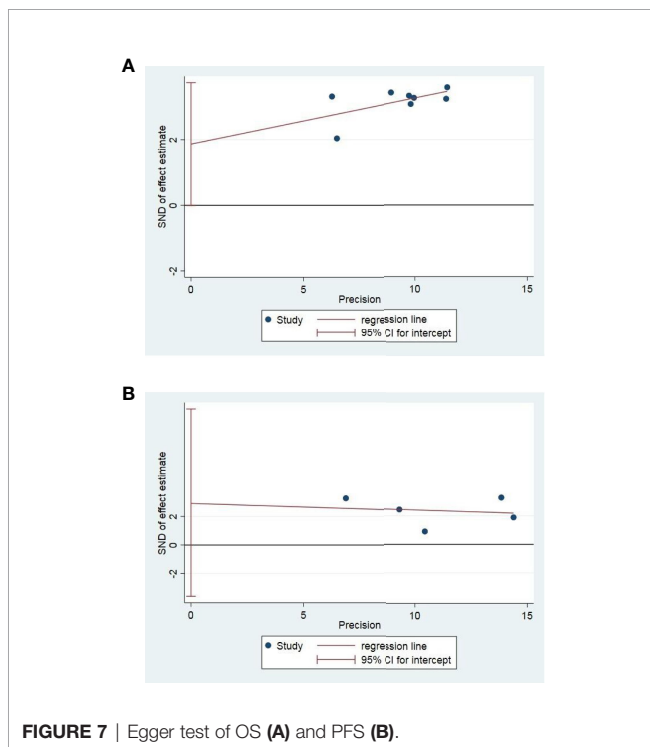 A
SND of effect estimate
2
0
-2
0
5
10
15
Precision
Study
regression line
95% CI for intercept
B
SND of effect estimate
2
0
-2
0
5
10
15
Precision
Study
regression line
95% CI for intercept
FIGURE 7 | Egger test of OS (A) and PFS (B).